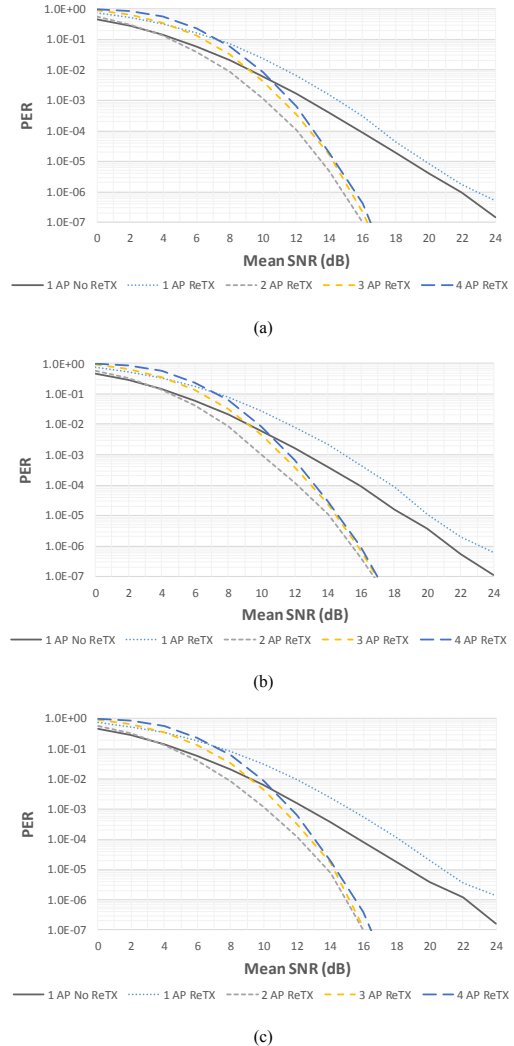 1.0E+00
1.0E-01
1.0E-02
1.0E-03
1.0E-04
1.0E-05
1.0E-06
1.0E-07
PER
0 2 4 6 8 10 12 14 16 18 20 22 24
Mean SNR (dB)
1 AP No ReTX 1 AP ReTX 2 AP ReTX 3 AP ReTX 4 AP ReTX
(a)
1.0E+00
1.0E-01
1.0E-02
1.0E-03
1.0E-04
1.0E-05
1.0E-06
1.0E-07
PER
0 2 4 6 8 10 12 14 16 18 20 22 24
Mean SNR (dB)
1 AP No ReTX 1 AP ReTX 2 AP ReTX 3 AP ReTX 4 AP ReTX
(b)
1.0E+00
1.0E-01
1.0E-02
1.0E-03
1.0E-04
1.0E-05
1.0E-06
1.0E-07
PER
0 2 4 6 8 10 12 14 16 18 20 22 24
Mean SNR (dB)
1 AP No ReTX 1 AP ReTX 2 AP ReTX 3 AP ReTX 4 AP ReTX
(c)